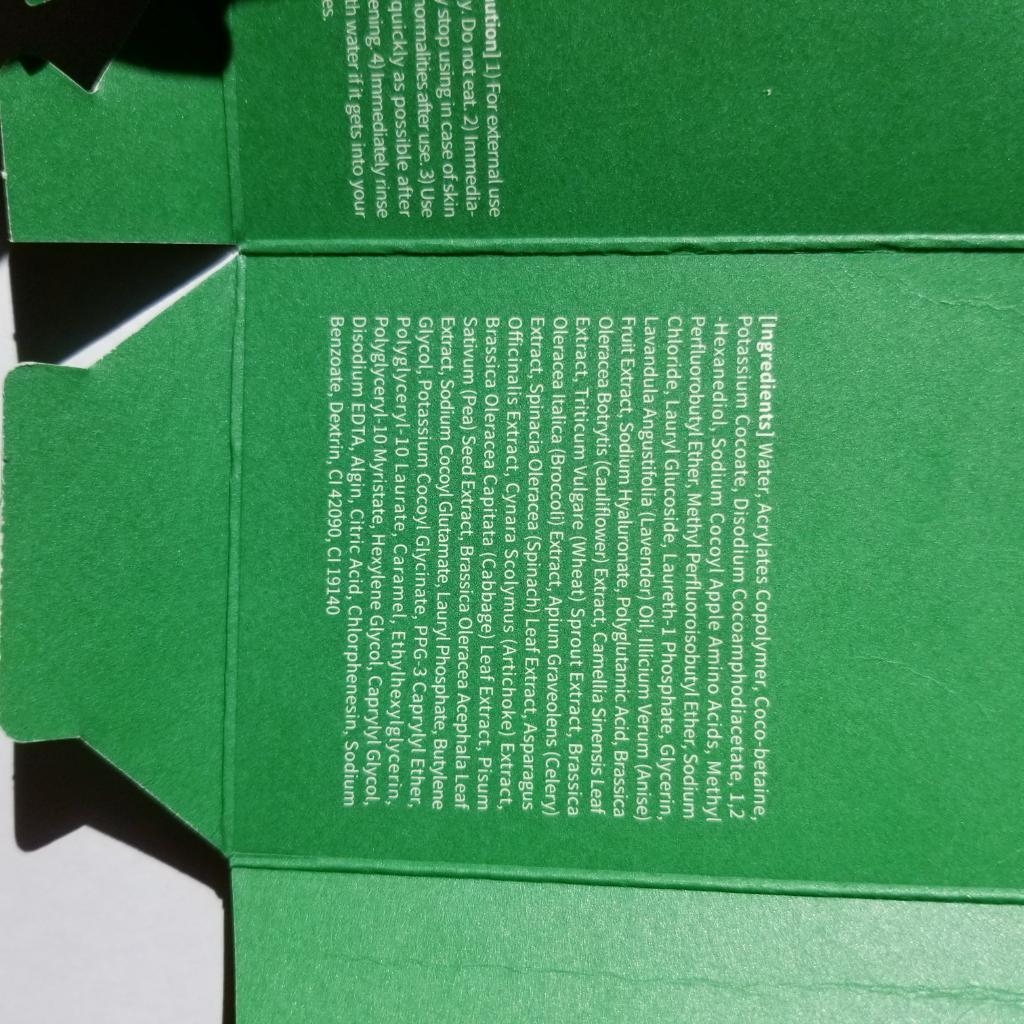 ution] 1) For external use
y. Do not eat. 2) Immedia-
y stop using in case of skin
normalities after use. 3) Use
quickly as possible after
ening. 4) Immediately rinse
th water if it gets into your
es.
[Ingredients] Water, Acrylates Copolymer, Coco-betaine,
Potassium Cocoate, Disodium Cocoamphodiacetate, 1,2
-Hexanediol, Sodium Cocoyl Apple Amino Acids, Methyl
Perfluorobutyl Ether, Methyl Perfluoroisobutyl Ether, Sodium
Chloride, Lauryl Glucoside, Laureth-1 Phosphate, Glycerin,
Lavandula Angustifolia (Lavender) Oil, Illicium Verum (Anise)
Fruit Extract, Sodium Hyaluronate, Polyglutamic Acid, Brassica
Oleracea Botrytis (Cauliflower) Extract, Camellia Sinensis Leaf
Extract, Triticum Vulgare (Wheat) Sprout Extract, Brassica
Oleracea Italica (Broccoli) Extract, Apium Graveolens (Celery)
Extract, Spinacia Oleracea (Spinach) Leaf Extract, Asparagus
Officinalis Extract, Cynara Scolymus (Artichoke) Extract,
Brassica Oleracea Capitata (Cabbage) Leaf Extract, Pisum
Sativum (Pea) Seed Extract, Brassica Oleracea Acephala Leaf
Extract, Sodium Cocoyl Glutamate, Lauryl Phosphate, Butylene
Glycol, Potassium Cocoyl Glycinate, PPG-3 Caprylyl Ether,
Polyglyceryl-10 Laurate, Caramel, Ethylhexylglycerin,
Polyglyceryl-10 Myristate, Hexylene Glycol, Caprylyl Glycol,
Disodium EDTA, Algin, Citric Acid, Chlorphenesin, Sodium
Benzoate, Dextrin, CI 42090, CI 19140